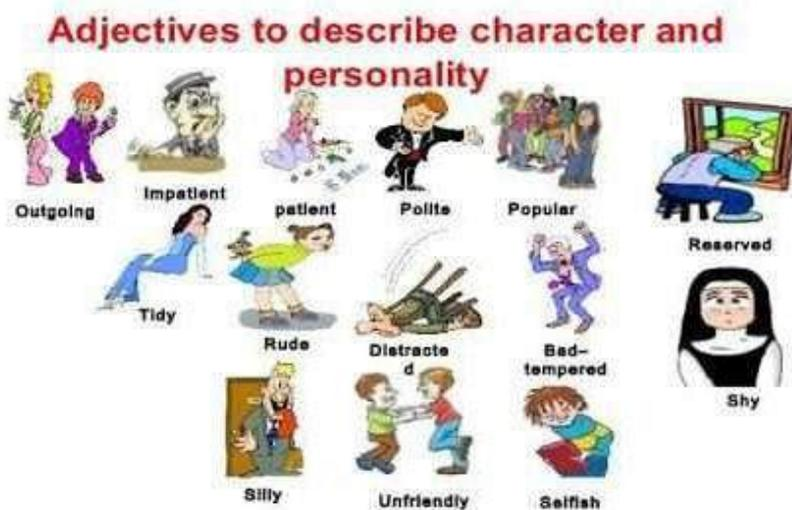 Adjectives to describe character and
personality
Outgoing
Impatient
patient
Polite
Popular
Reserved
Tidy
Rude
Distracte
d
Bad-
tempered
Shy
Silly
Unfriendly
Selfish